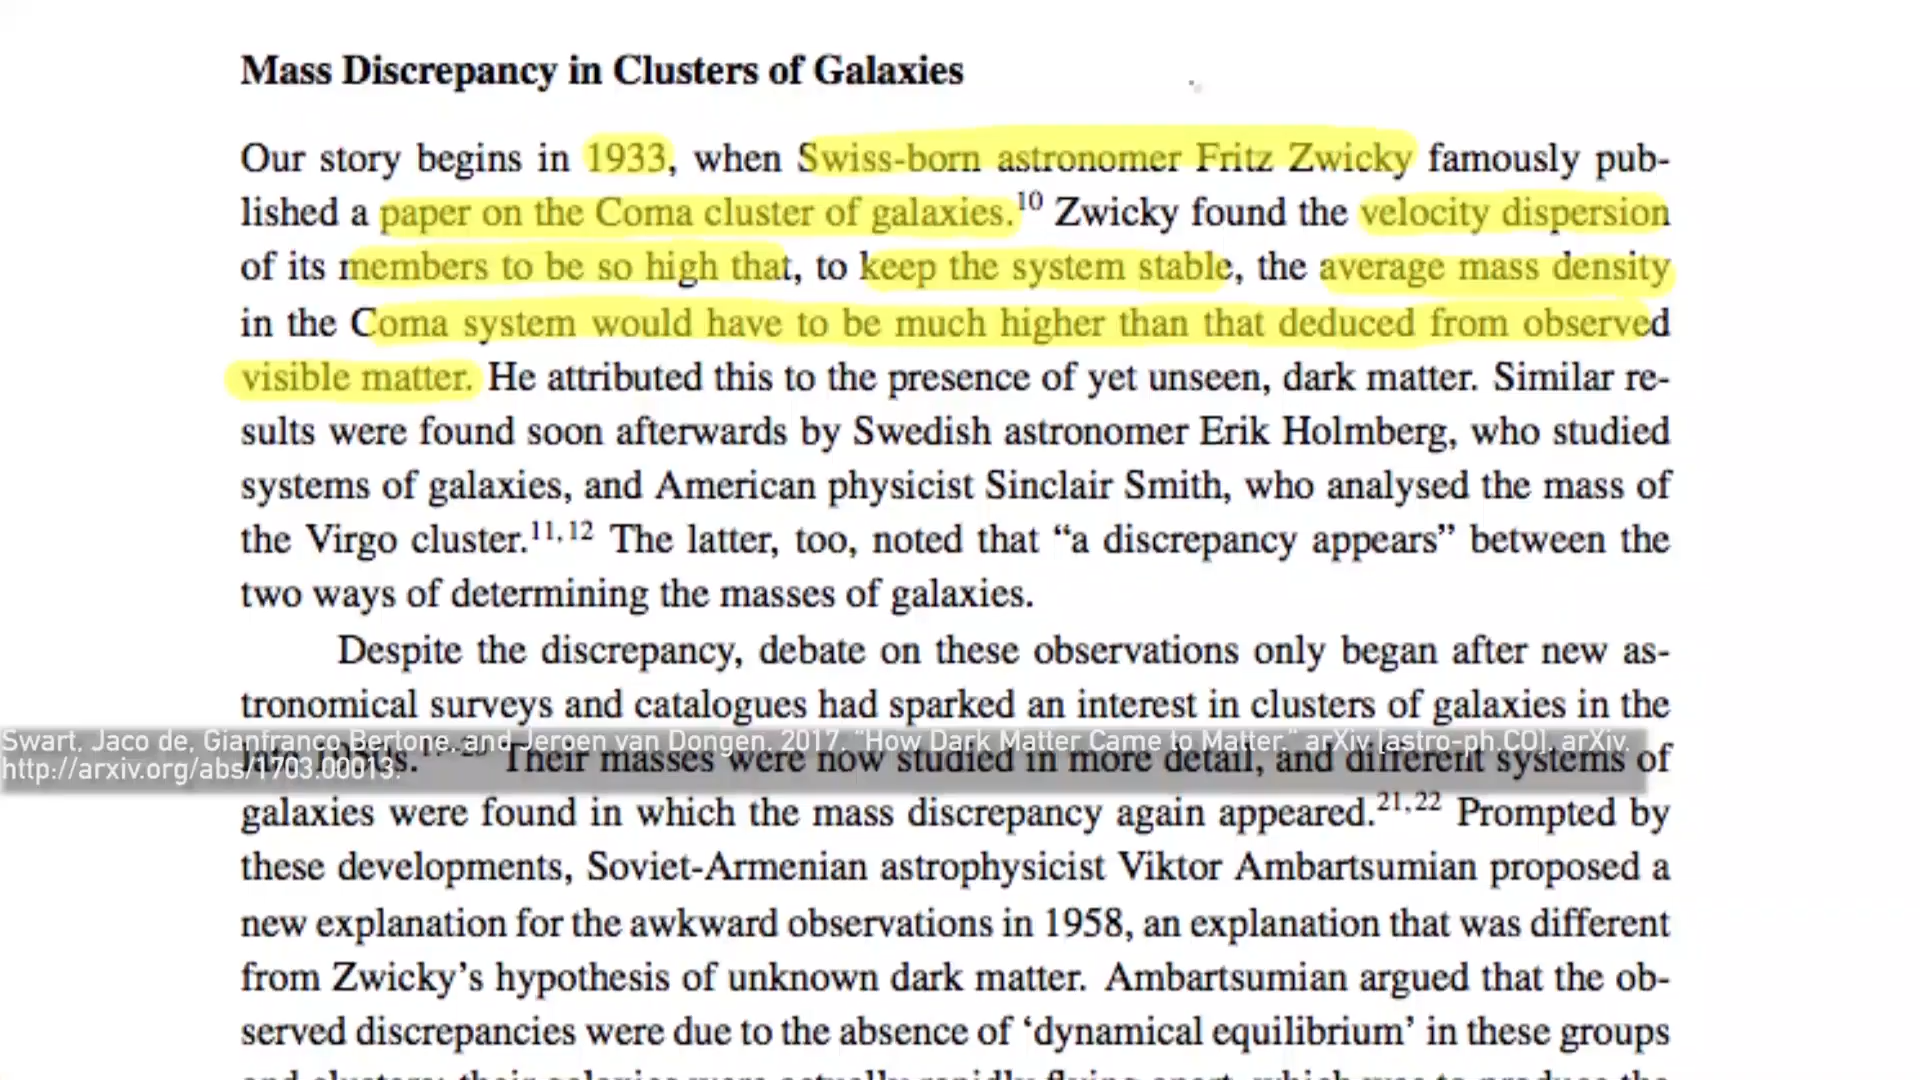 Mass Discrepancy in Clusters of Galaxies
Our story begins in 1933, when Swiss-born astronomer Fritz Zwicky famously pub-
lished a paper on the Coma cluster of galaxies.10 Zwicky found the velocity dispersion
of its members to be so high that, to keep the system stable, the average mass density
in the Coma system would have to be much higher than that deduced from observed
visible matter. He attributed this to the presence of yet unseen, dark matter. Similar re-
sults were found soon afterwards by Swedish astronomer Erik Holmberg, who studied
systems of galaxies, and American physicist Sinclair Smith, who analysed the mass of
the Virgo cluster.11,12 The latter, too, noted that “a discrepancy appears” between the
two ways of determining the masses of galaxies.
Despite the discrepancy, debate on these observations only began after new as-
tronomical surveys and catalogues had sparked an interest in clusters of galaxies in the
Swart, Jaco de, Gianfranco Bertone, and Jeroen van Dongen. 2017. “How Dark Matter Came to Matter.” arXiv [astro-ph.CO]. arXiv.
http://arxiv.org/abs/1703.00013.
Their masses were now studied in more detail, and different systems of
galaxies were found in which the mass discrepancy again appeared.21,22 Prompted by
these developments, Soviet-Armenian astrophysicist Viktor Ambartsumian proposed a
new explanation for the awkward observations in 1958, an explanation that was different
from Zwicky’s hypothesis of unknown dark matter. Ambartsumian argued that the ob-
served discrepancies were due to the absence of ‘dynamical equilibrium’ in these groups